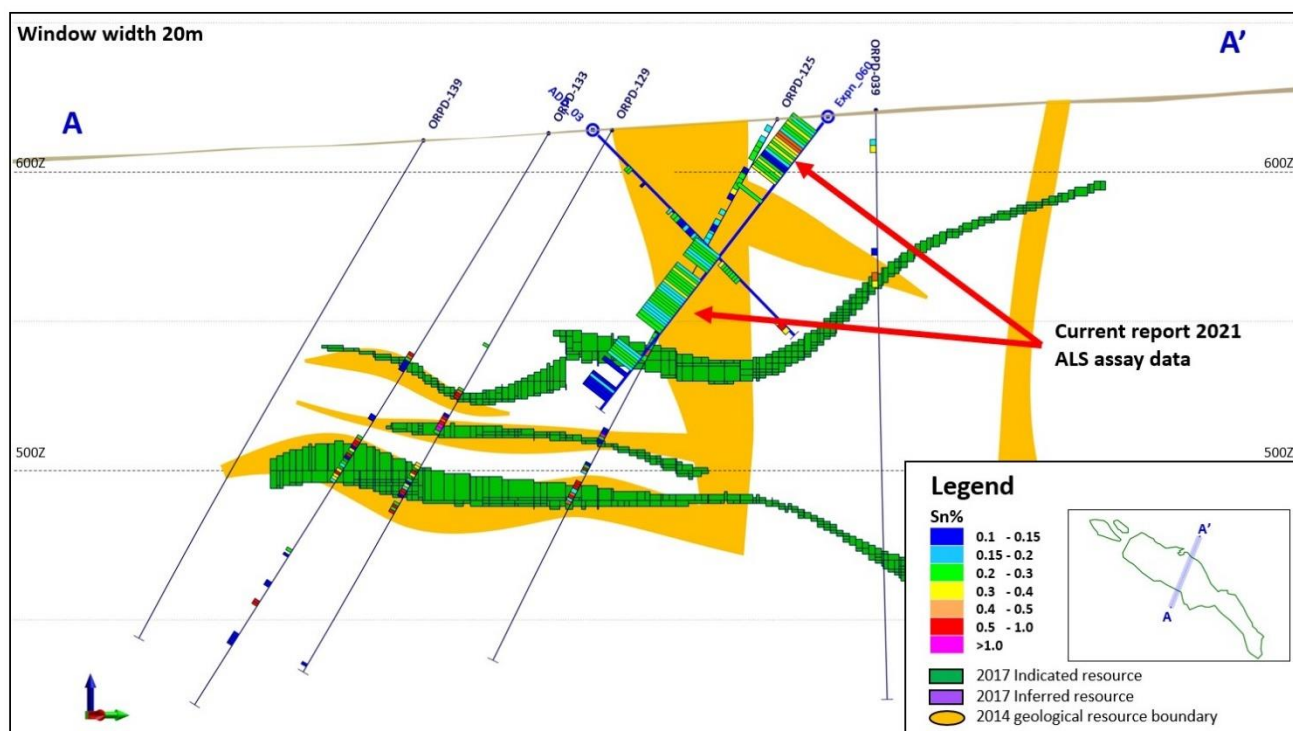 Window width 20m
A
A'
ORPD-139
ORPD-133
ORPD-129
ORPD-125
Expn_060
ORPD-039
600Z
600Z
Current report 2021
ALS assay data
500Z
500Z
Legend
Sn%
0.1 - 0.15
0.15 - 0.2
0.2 - 0.3
0.3 - 0.4
0.4 - 0.5
0.5 - 1.0
>1.0
2017 Indicated resource
2017 Inferred resource
2014 geological resource boundary
A'
A